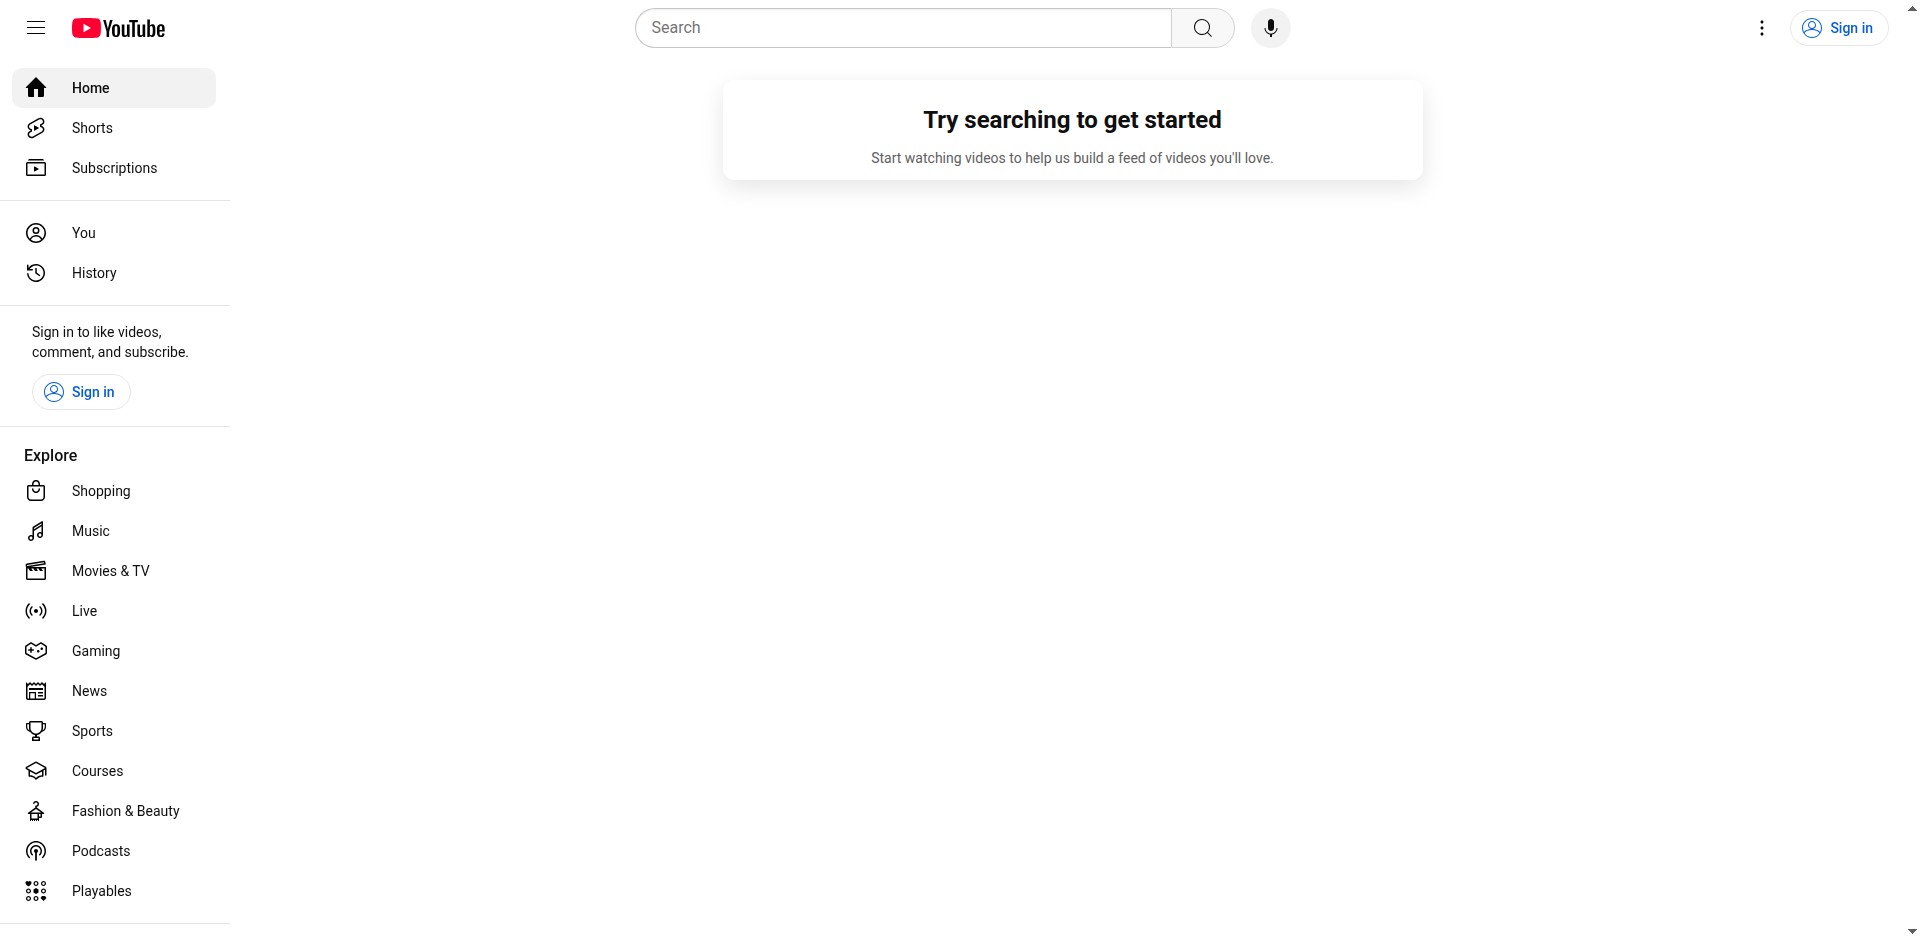 YouTube
Search
Sign in
Home
Shorts
Subscriptions
You
History
Sign in to like videos,
comment, and subscribe.
Sign in
Explore
Shopping
Music
Movies & TV
Live
Gaming
News
Sports
Courses
Fashion & Beauty
Podcasts
Playables
Try searching to get started
Start watching videos to help us build a feed of videos you'll love.